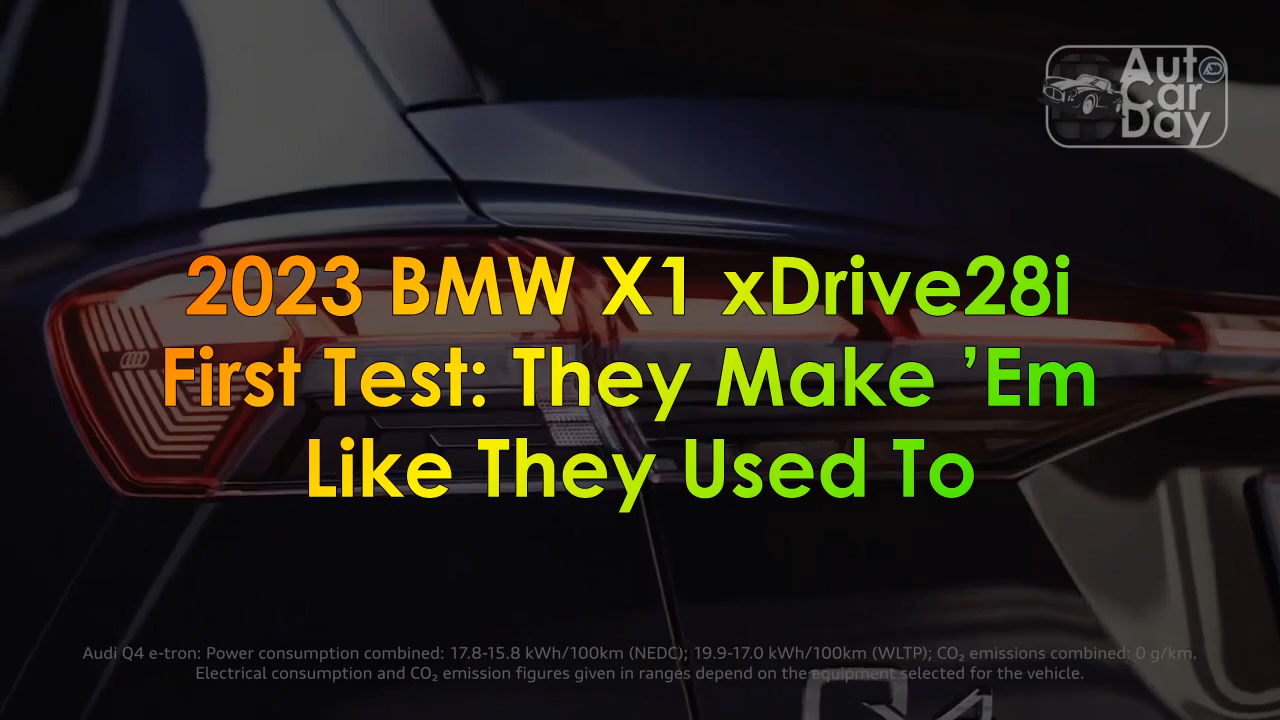 Aut
Car
Day
2023 BMW X1 xDrive28i
First Test: They Make ’Em
Like They Used To
Audi Q4 e-tron: Power consumption combined: 17.8-15.8 kWh/100km (NEDC); 19.9-17.0 kWh/100km (WLTP); CO₂ emissions combined: 0 g/km.
Electrical consumption and CO₂ emission figures given in ranges depend on the equipment selected for the vehicle.
Q4